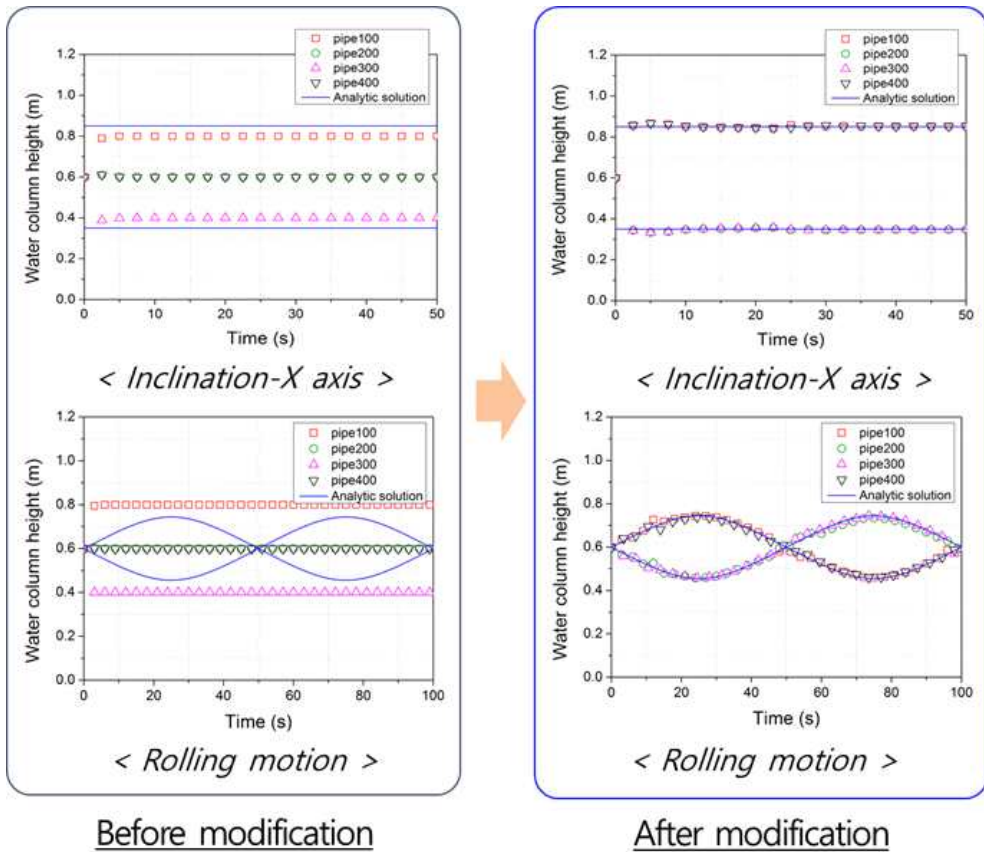 1.2
1.0
0.8
0.6
0.4
0.2
0.0
Water column height (m)
pipe100
pipe200
pipe300
pipe400
Analytic solution
0 10 20 30 40 50
Time (s)
< Inclination-X axis >
1.2
1.0
0.8
0.6
0.4
0.2
0.0
Water column height (m)
pipe100
pipe200
pipe300
pipe400
Analytic solution
0 20 40 60 80 100
Time (s)
< Rolling motion >
Before modification
1.2
1.0
0.8
0.6
0.4
0.2
0.0
Water column height (m)
pipe100
pipe200
pipe300
pipe400
Analytic solution
0 10 20 30 40 50
Time (s)
< Inclination-X axis >
1.2
1.0
0.8
0.6
0.4
0.2
0.0
Water column height (m)
pipe100
pipe200
pipe300
pipe400
Analytic solution
0 20 40 60 80 100
Time (s)
< Rolling motion >
After modification